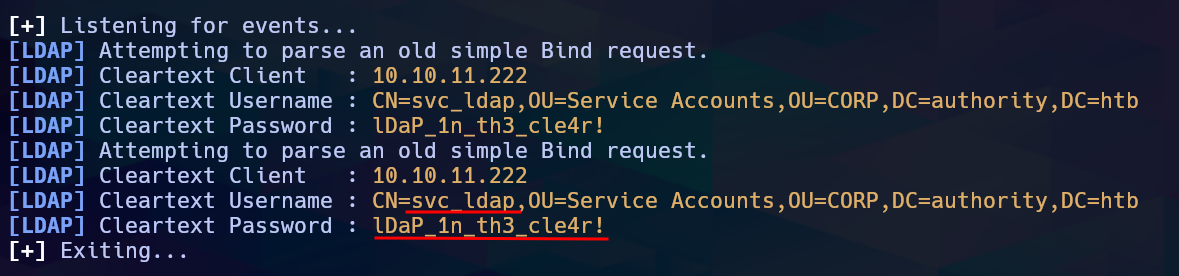 [+] Listening for events...
[LDAP] Attempting to parse an old simple Bind request.
[LDAP] Cleartext Client   : 10.10.11.222
[LDAP] Cleartext Username : CN=svc_ldap,OU=Service Accounts,OU=CORP,DC=authority,DC=htb
[LDAP] Cleartext Password : lDaP_1n_th3_cle4r!
[LDAP] Attempting to parse an old simple Bind request.
[LDAP] Cleartext Client   : 10.10.11.222
[LDAP] Cleartext Username : CN=svc_ldap,OU=Service Accounts,OU=CORP,DC=authority,DC=htb
[LDAP] Cleartext Password : lDaP_1n_th3_cle4r!
[+] Exiting...